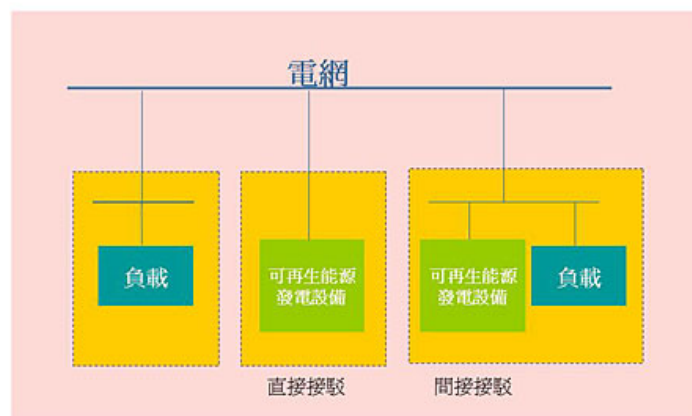 電網
負載
可再生能源
發電設備
可再生能源
發電設備
負載
直接接駁
間接接駁